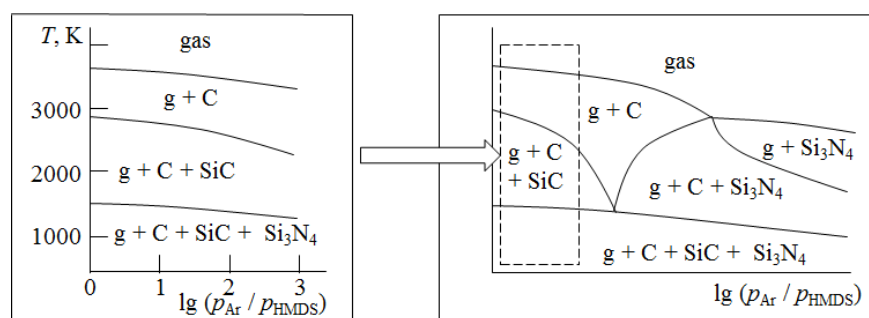 T, K
gas
g + C
3000
g + C + SiC
2000
g + C + SiC + Si₃N₄
1000
0 1 2 3
lg (pAr / pHMDS)
gas
g + C
g + Si₃N₄
g + C
+ SiC
g + C + Si₃N₄
g + C + SiC + Si₃N₄
lg (pAr / pHMDS)